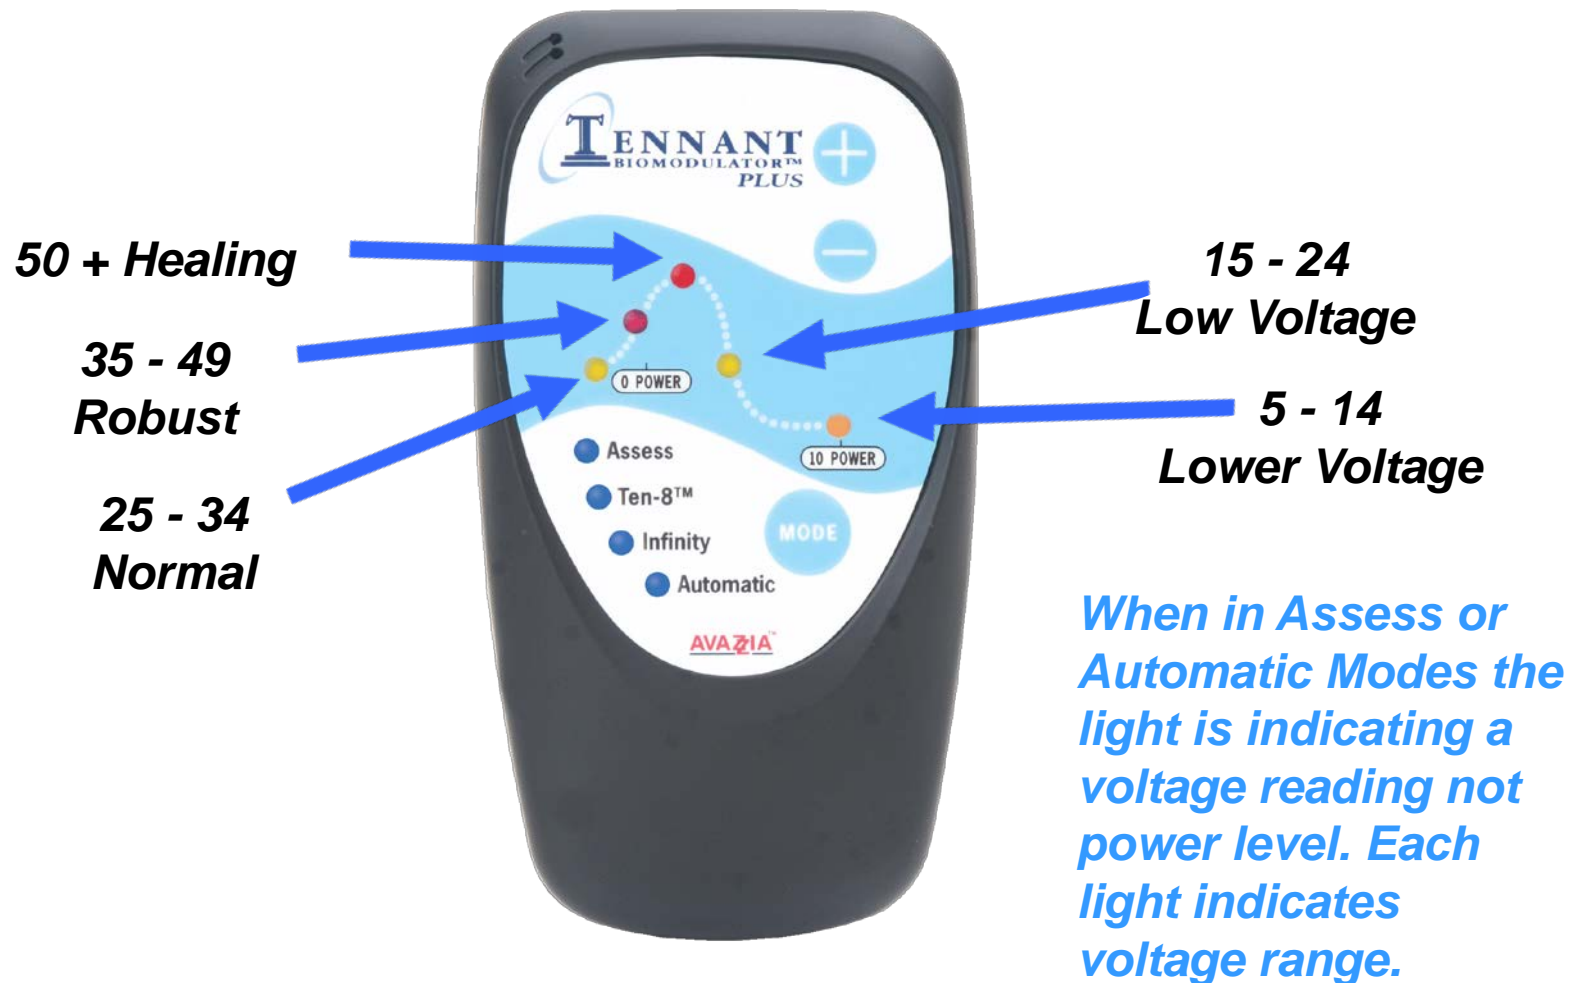 TENNANT
BIOMODULATOR™
PLUS
50 + Healing
35 - 49
Robust
25 - 34
Normal
15 - 24
Low Voltage
5 - 14
Lower Voltage
0 POWER
10 POWER
Assess
Ten-8™
Infinity
Automatic
MODE
AVAZZIA™
When in Assess or
Automatic Modes the
light is indicating a
voltage reading not
power level. Each
light indicates
voltage range.